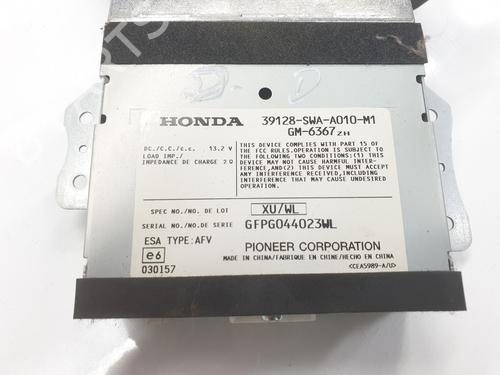 D-D
HONDA 39128-SWA-A010-M1
GM-6367ZH
DC./C.C./c.c. 13.2 V
LOAD IMP./
IMPEDANCE DE CHARGE 2 Ω
THIS DEVICE COMPLIES WITH PART 15 OF
THE FCC RULES. OPERATION IS SUBJECT TO
THE FOLLOWING TWO CONDITIONS:(1) THIS
DEVICE MAY NOT CAUSE HARMFUL INTER-
FERENCE,AND(2) THIS DEVICE MUST ACCEPT
ANY INTERFERENCE RECEIVED, INCLUDING
INTERFERENCE THAT MAY CAUSE UNDESIRED
OPERATION.
SPEC NO./NO. DE LOT XU/WL
SERIAL NO./NO.DE SERIE GFPG044023WL
ESA TYPE:AFV
PIONEER CORPORATION
e6
MADE IN CHINA/FABRIQUE EN CHINE/HECHO EN CHINA
030157
<CEA5989-A/U>